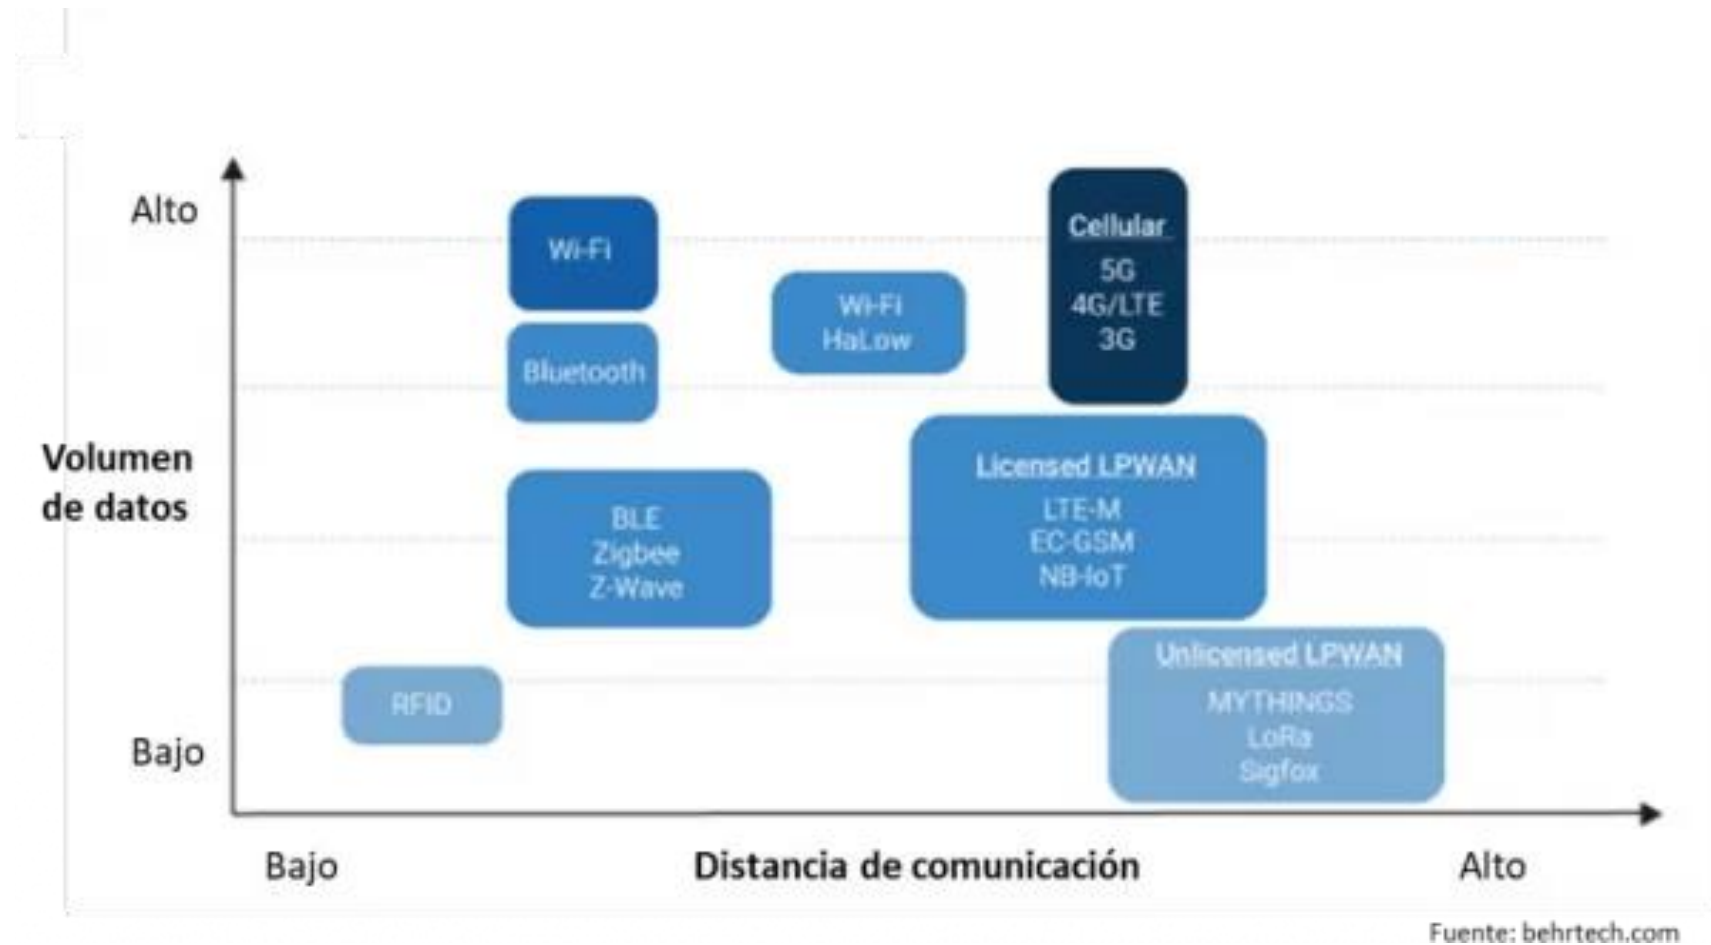 Alto
Wi-Fi
Cellular
5G
4G/LTE
3G
Wi-Fi
HaLow
Bluetooth
Volumen
de datos
Licensed LPWAN
LTE-M
EC-GSM
NB-IoT
BLE
Zigbee
Z-Wave
Unlicensed LPWAN
MYTHINGS
LoRa
Sigfox
RFID
Bajo
Bajo
Distancia de comunicación
Alto
Fuente: behrtech.com